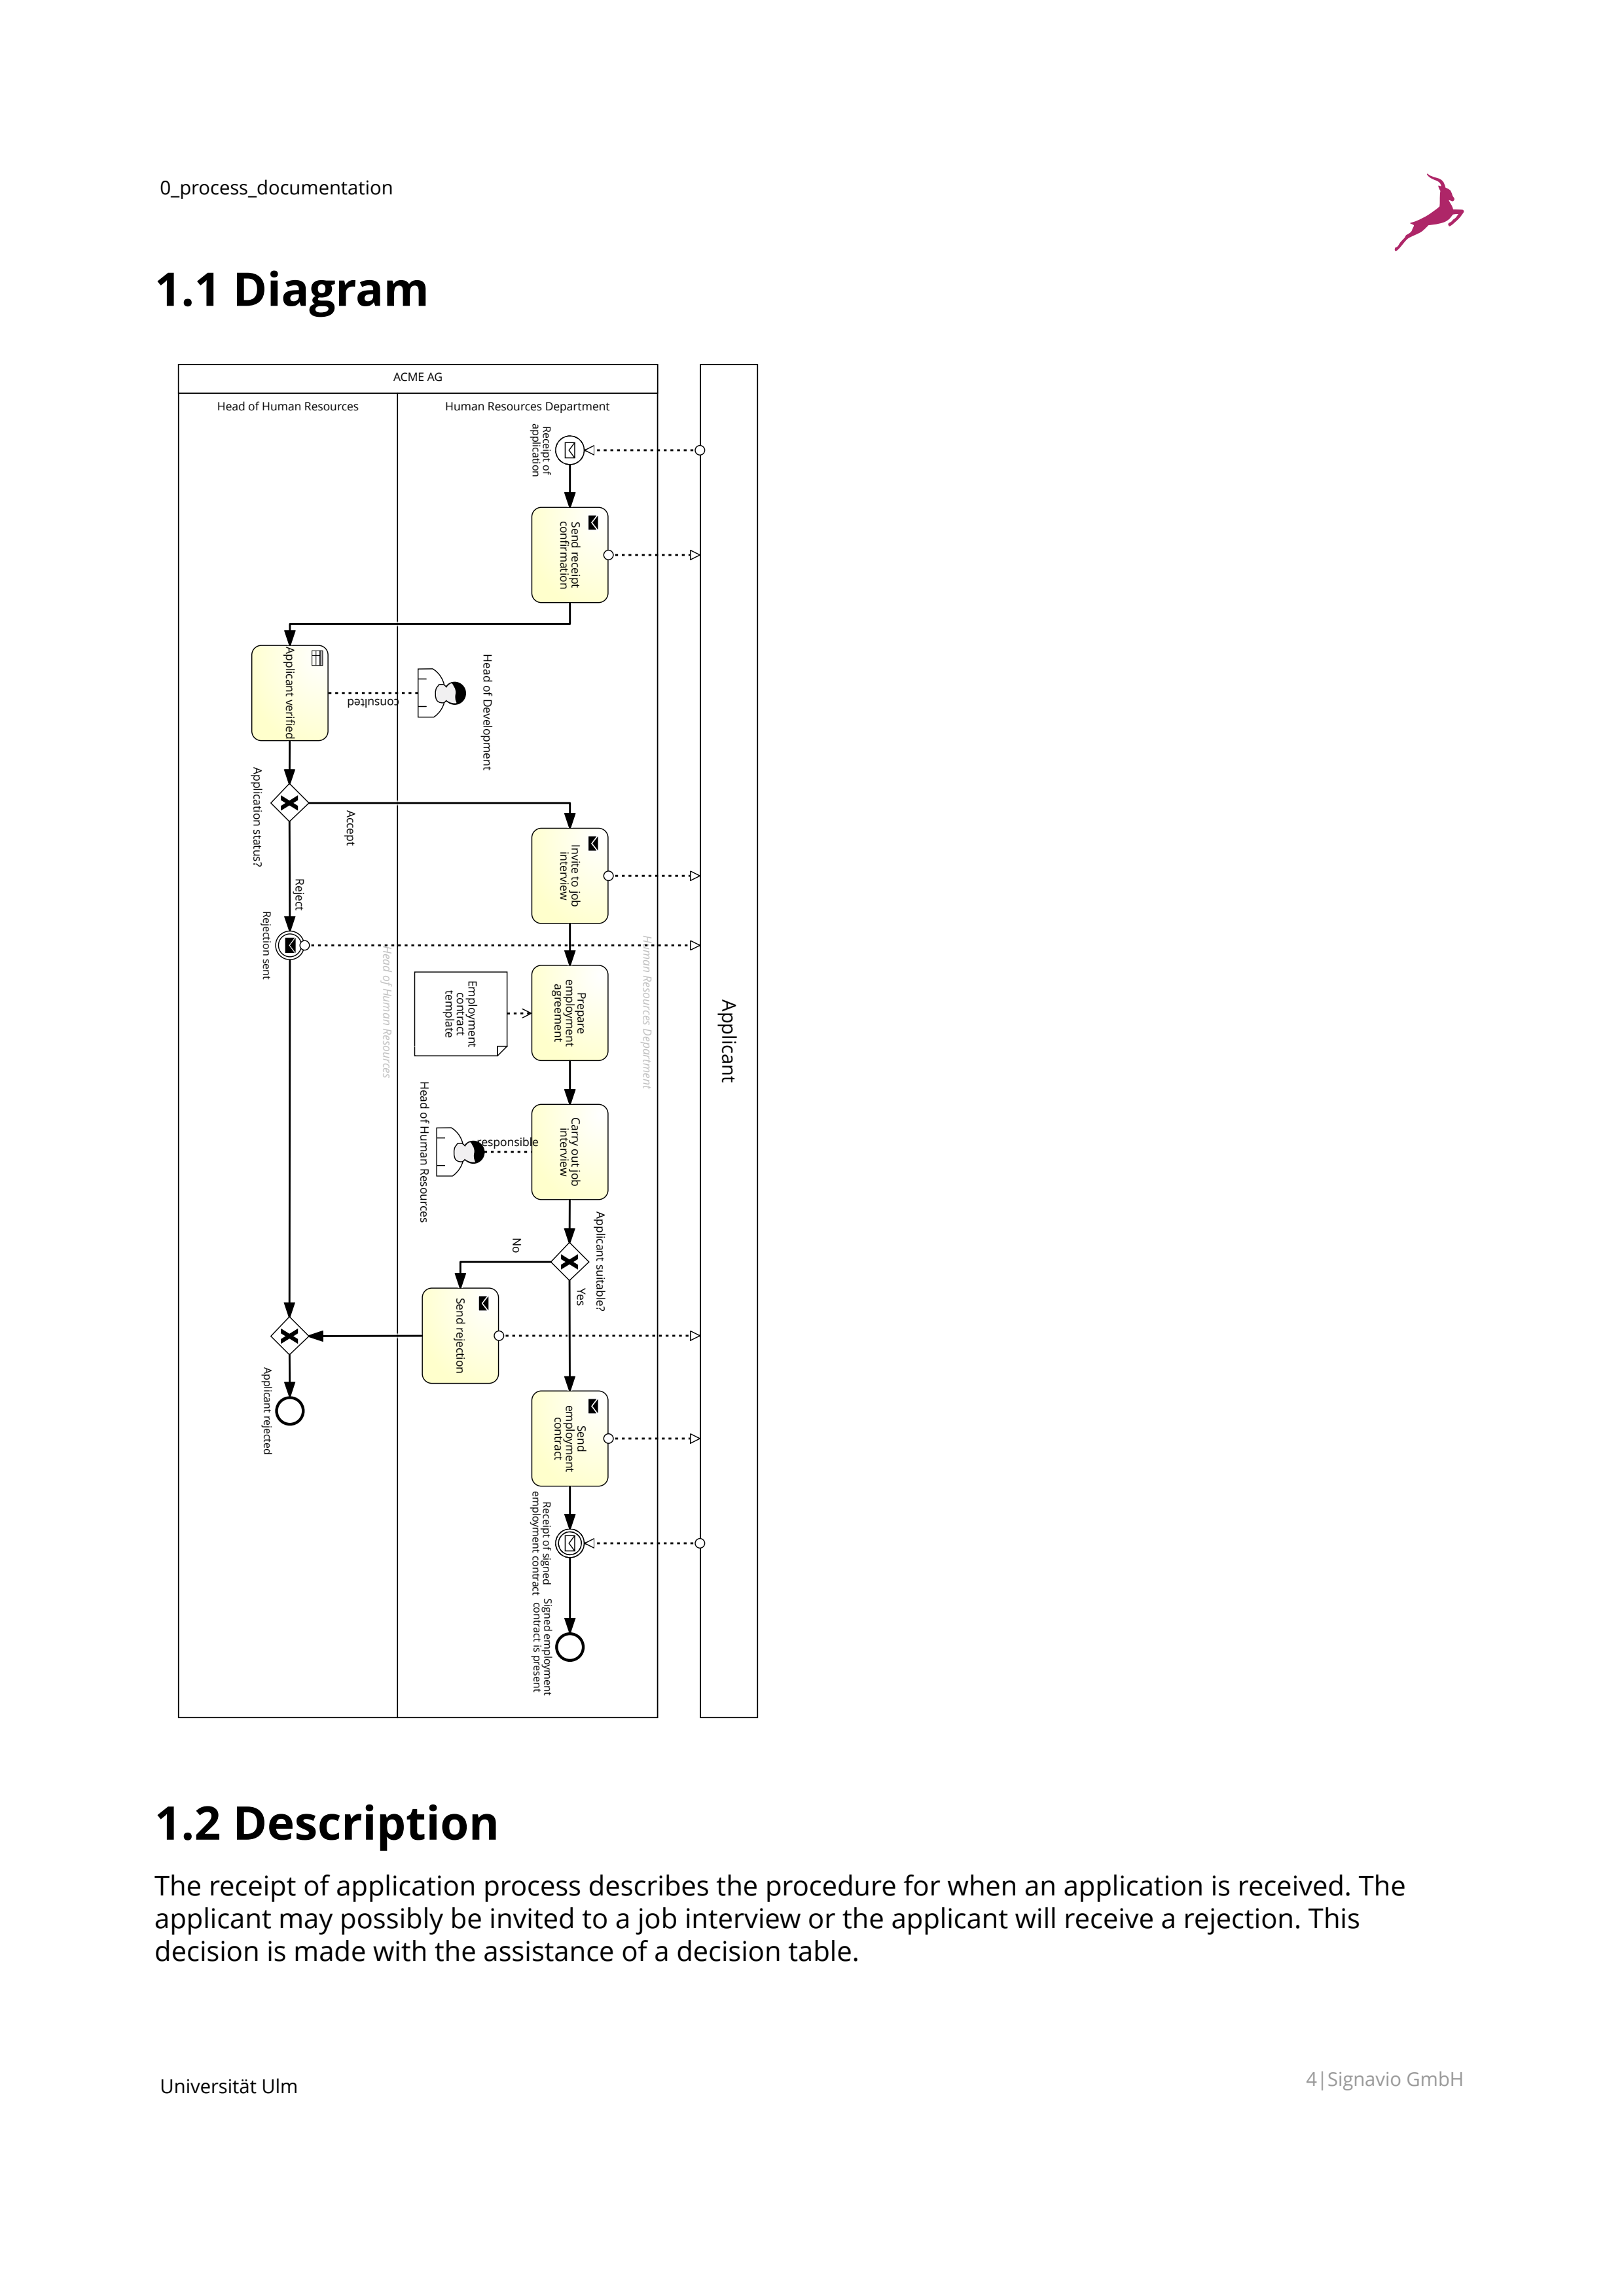 0_process_documentation
1.1 Diagram
ACME AG
Head of Human Resources
Human Resources Department
Applicant
Receipt of
application
Send receipt
confirmation
Applicant verified
consulted
Head of Development
Application status?
Accept
Reject
Rejection sent
Invite to job
interview
Head of Human Resources
Human Resources Department
Prepare
employment
agreement
Employment
contract
template
Carry out job
interview
responsible
Head of Human Resources
Applicant suitable?
No
Yes
Send rejection
Applicant rejected
Send
employment
contract
Receipt of signed
employment contract
Signed employment
contract is present
1.2 Description
The receipt of application process describes the procedure for when an application is received. The
applicant may possibly be invited to a job interview or the applicant will receive a rejection. This
decision is made with the assistance of a decision table.
Universität Ulm
4|Signavio GmbH